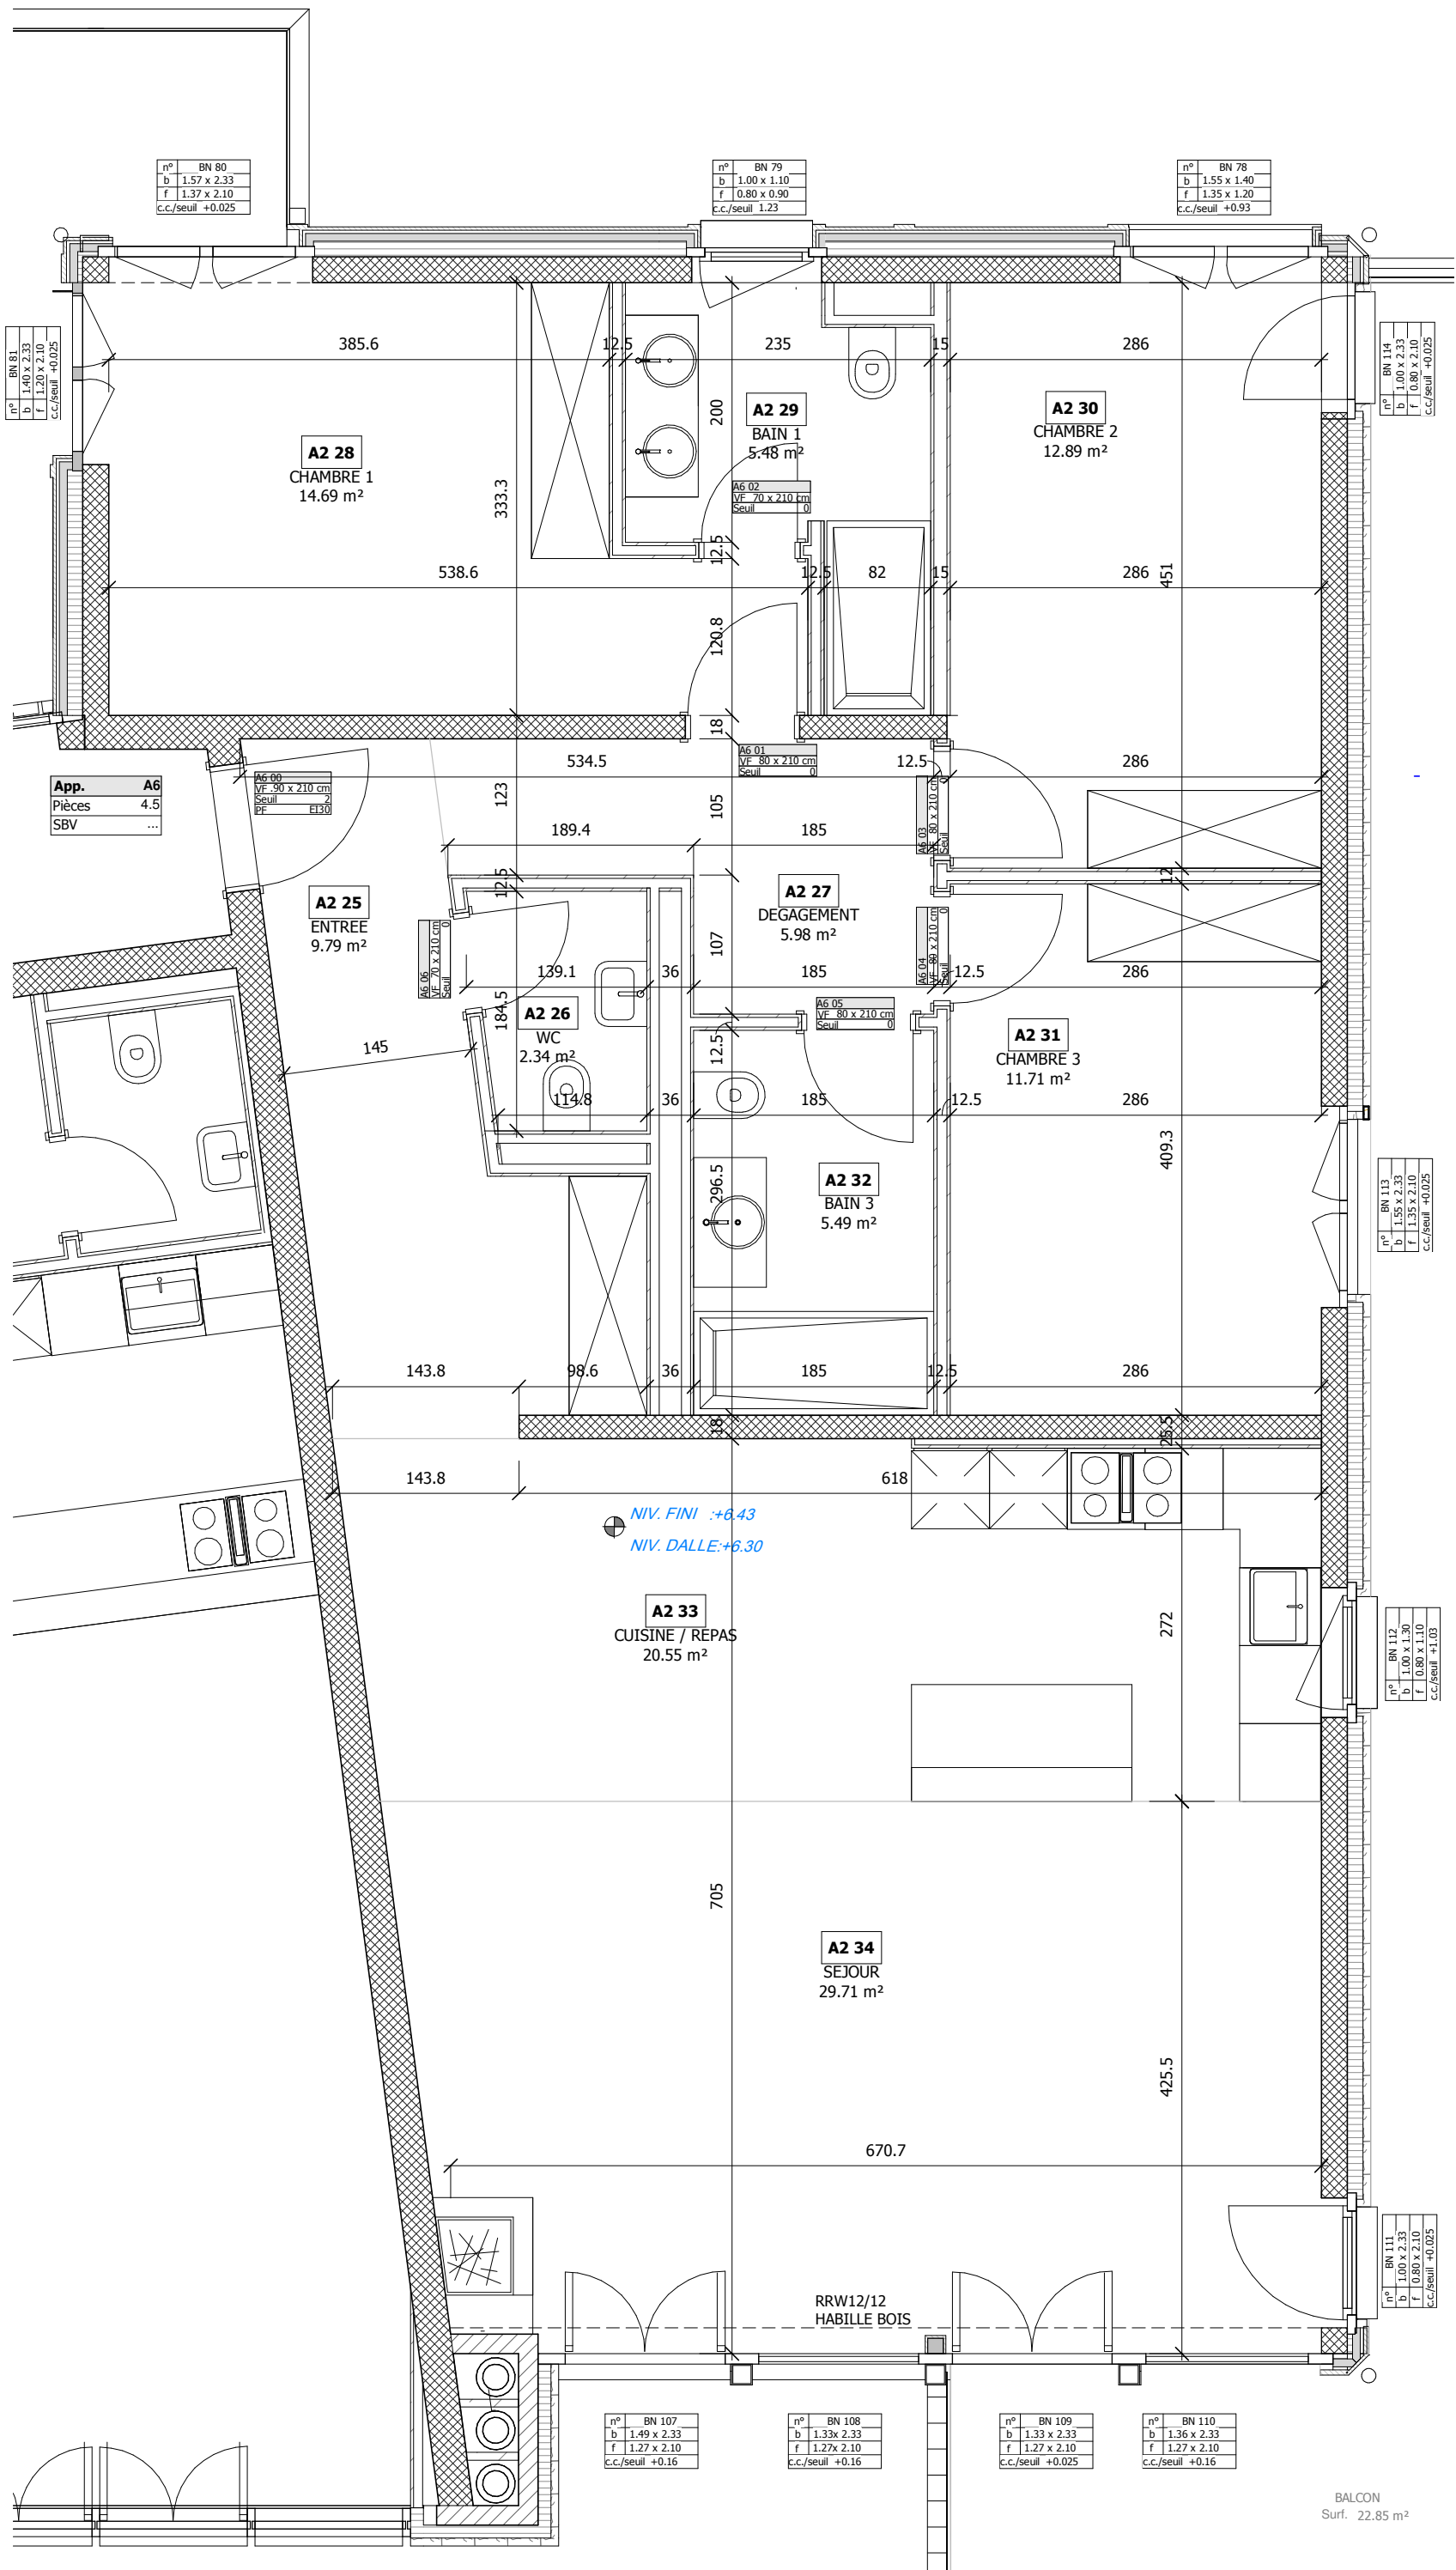 n° BN 80
b 1.57 x 2.33
f 1.37 x 2.10
c.c./seuil +0.025
n° BN 79
b 1.00 x 1.10
f 0.80 x 0.90
c.c./seuil 1.23
n° BN 78
b 1.55 x 1.40
f 1.35 x 1.20
c.c./seuil +0.93
n° BN 81
b 1.40 x 2.33
f 1.20 x 2.10
c.c./seuil +0.025
n° BN 114
b 1.00 x 2.33
f 0.80 x 2.10
c.c./seuil +0.025
385.6
12.5
235
15
286
200
A2 28
CHAMBRE 1
14.69 m²
A2 29
BAIN 1
5.48 m²
A2 30
CHAMBRE 2
12.89 m²
333.3
A6 02
VF 70 x 210 cm
Seuil 0
12.5
538.6
12.5
82
15
286
451
120.8
18
534.5
A6 01
VF 80 x 210 cm
Seuil 0
12.5
286
App. A6
Pièces 4.5
SBV ...
A6 00
VF .90 x 210 cm
Seuil 2
PF EI30
123
105
A6 03
VF 80 x 210 cm
Seuil 0
189.4
185
12.5
12
A2 25
ENTREE
9.79 m²
A2 27
DEGAGEMENT
5.98 m²
A6 06
VF 70 x 210 cm
Seuil 0
107
A6 04
VF 80 x 210 cm
Seuil 0
139.1
36
185
12.5
286
184.5
A2 26
WC
2.34 m²
A6 05
VF 80 x 210 cm
Seuil 0
A2 31
CHAMBRE 3
11.71 m²
145
12.5
114.8
36
185
12.5
286
409.3
296.5
A2 32
BAIN 3
5.49 m²
n° BN 113
b 1.55 x 2.33
f 1.35 x 2.10
c.c./seuil +0.025
143.8
98.6
36
185
12.5
286
18
25.5
143.8
618
NIV. FINI :+6.43
NIV. DALLE:+6.30
A2 33
CUISINE / REPAS
20.55 m²
272
n° BN 112
b 1.00 x 1.30
f 0.80 x 1.10
c.c./seuil +1.03
705
A2 34
SEJOUR
29.71 m²
425.5
670.7
n° BN 111
b 1.00 x 2.33
f 0.80 x 2.10
c.c./seuil +0.025
RRW12/12
HABILLE BOIS
n° BN 107
b 1.49 x 2.33
f 1.27 x 2.10
c.c./seuil +0.16
n° BN 108
b 1.33x 2.33
f 1.27x 2.10
c.c./seuil +0.16
n° BN 109
b 1.33 x 2.33
f 1.27 x 2.10
c.c./seuil +0.025
n° BN 110
b 1.36 x 2.33
f 1.27 x 2.10
c.c./seuil +0.16
BALCON
Surf. 22.85 m²